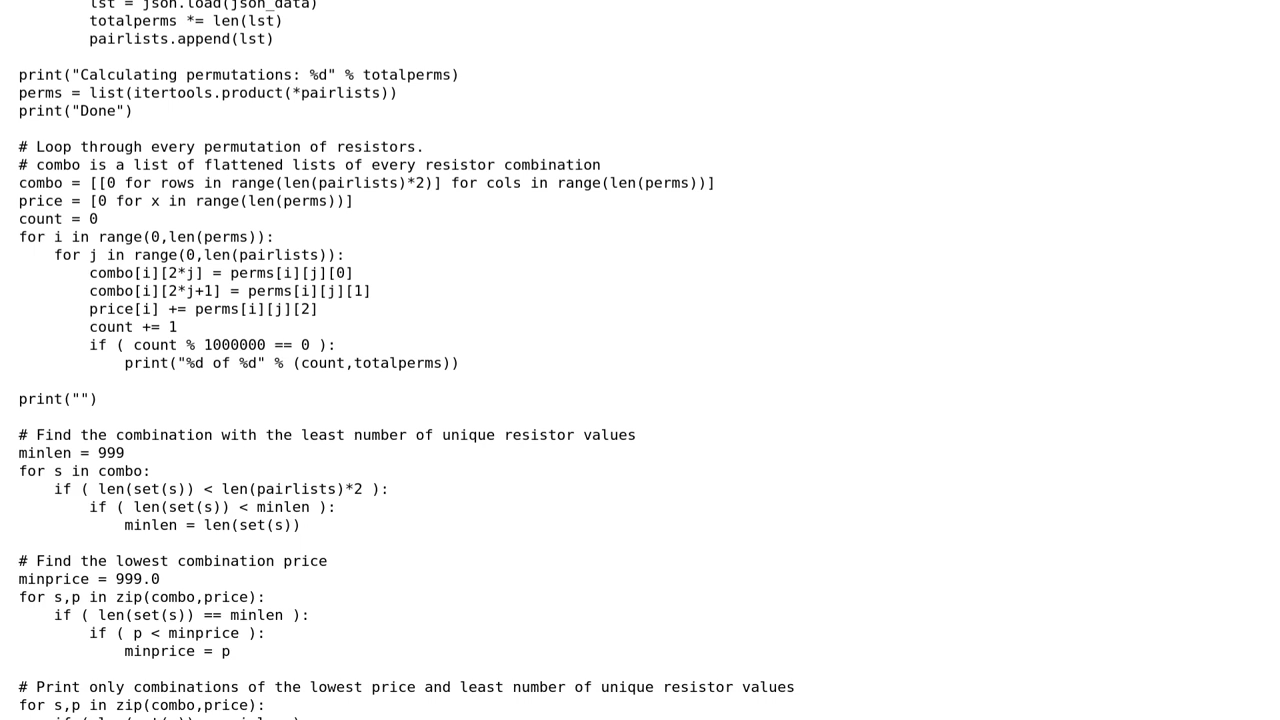 lst = json.load(json_data)
        totalperms *= len(lst)
        pairlists.append(lst)

print("Calculating permutations: %d" % totalperms)
perms = list(itertools.product(*pairlists))
print("Done")

# Loop through every permutation of resistors.
# combo is a list of flattened lists of every resistor combination
combo = [[0 for rows in range(len(pairlists)*2)] for cols in range(len(perms))]
price = [0 for x in range(len(perms))]
count = 0
for i in range(0,len(perms)):
    for j in range(0,len(pairlists)):
        combo[i][2*j] = perms[i][j][0]
        combo[i][2*j+1] = perms[i][j][1]
        price[i] += perms[i][j][2]
        count += 1
        if ( count % 1000000 == 0 ):
            print("%d of %d" % (count,totalperms))

print("")

# Find the combination with the least number of unique resistor values
minlen = 999
for s in combo:
    if ( len(set(s)) < len(pairlists)*2 ):
        if ( len(set(s)) < minlen ):
            minlen = len(set(s))

# Find the lowest combination price
minprice = 999.0
for s,p in zip(combo,price):
    if ( len(set(s)) == minlen ):
        if ( p < minprice ):
            minprice = p

# Print only combinations of the lowest price and least number of unique resistor values
for s,p in zip(combo,price):